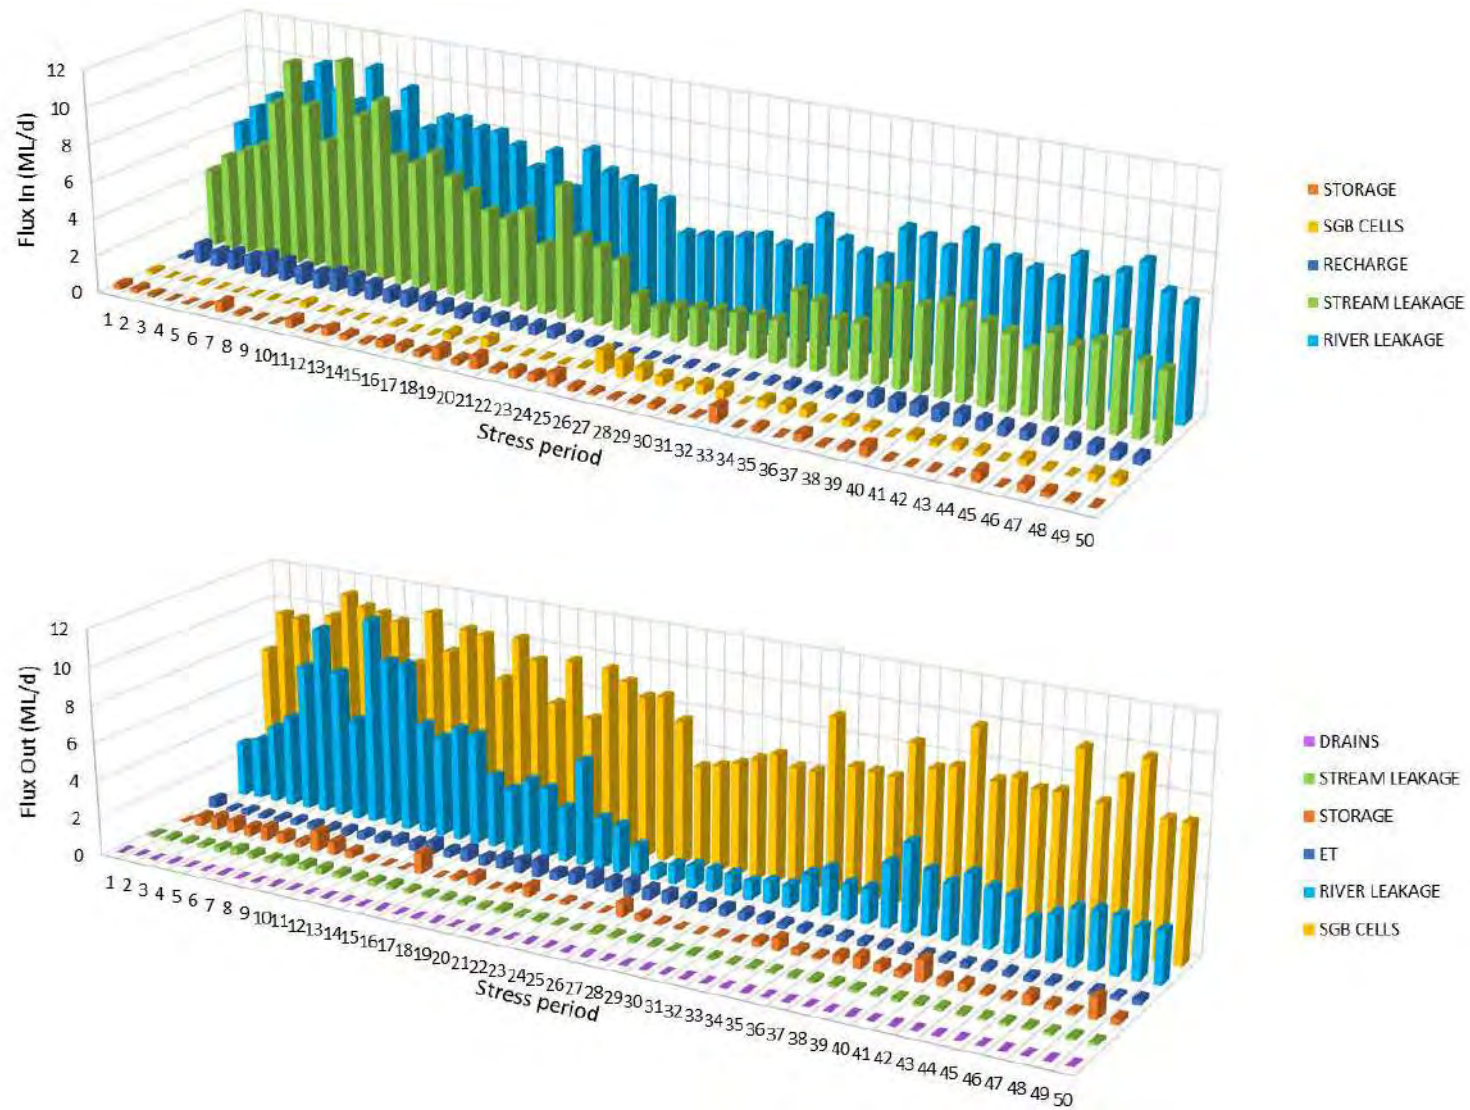 Flux In (ML/d)
12
10
8
6
4
2
0
1 2 3 4 5 6 7 8 9 10 11 12 13 14 15 16 17 18 19 20 21 22 23 24 25 26 27 28 29 30 31 32 33 34 35 36 37 38 39 40 41 42 43 44 45 46 47 48 49 50
Stress period
STORAGE
SGB CELLS
RECHARGE
STREAM LEAKAGE
RIVER LEAKAGE
Flux Out (ML/d)
12
10
8
6
4
2
0
1 2 3 4 5 6 7 8 9 10 11 12 13 14 15 16 17 18 19 20 21 22 23 24 25 26 27 28 29 30 31 32 33 34 35 36 37 38 39 40 41 42 43 44 45 46 47 48 49 50
Stress period
DRAINS
STREAM LEAKAGE
STORAGE
ET
RIVER LEAKAGE
SGB CELLS